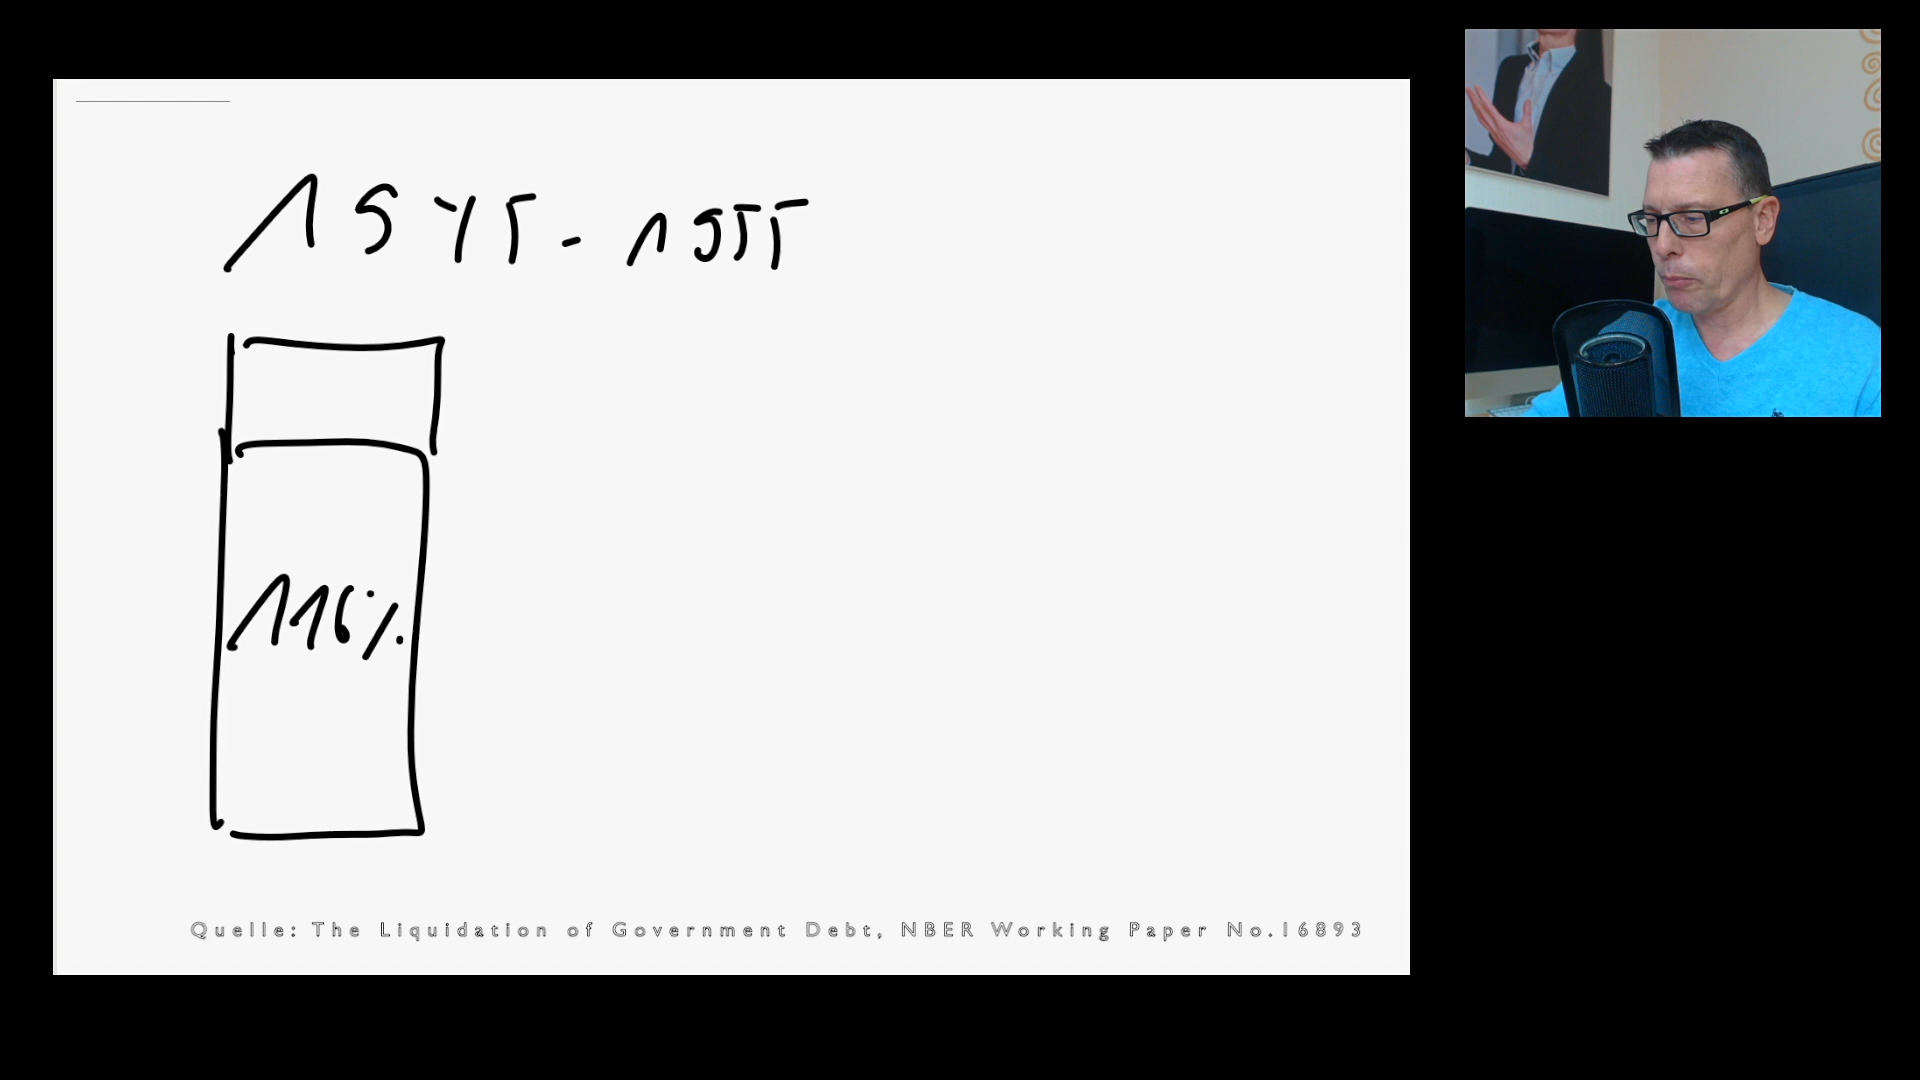 1945 - 1955
116%
Quelle: The Liquidation of Government Debt, NBER Working Paper No.16893